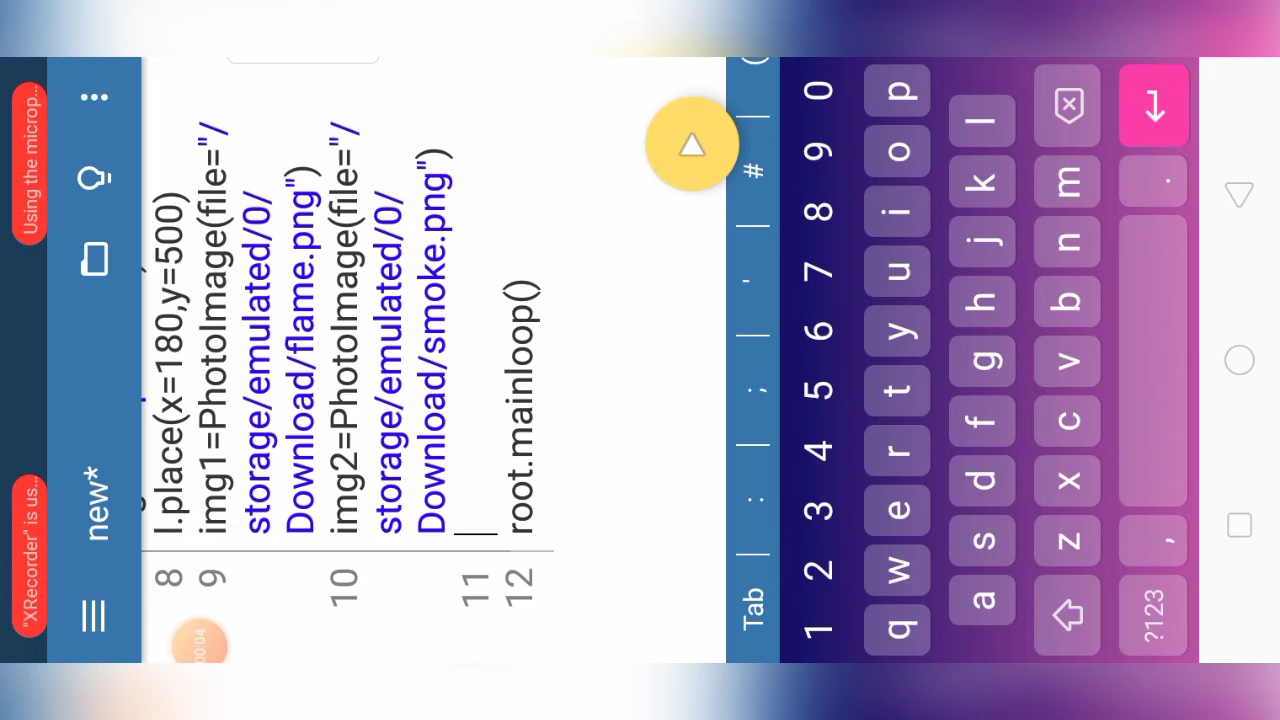 "XRecorder" is us...
Using the microp...
new*
8 l.place(x=180,y=500)
9 img1=PhotoImage(file="/
storage/emulated/0/
Download/flame.png")
10 img2=PhotoImage(file="/
storage/emulated/0/
Download/smoke.png")
11
12 root.mainloop()
00:04
Tab : ; ' # (
1 2 3 4 5 6 7 8 9 0
q w e r t y u i o p
a s d f g h j k l
z x c v b n m
?123 , .